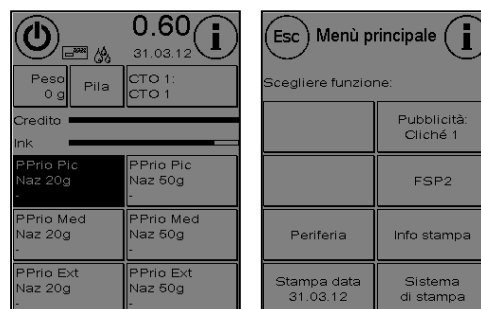 0.60
31.03.12
Peso
0 g
Pila
CTO 1:
CTO 1
Credito
Ink
PPrio Pic
Naz 20g
-
PPrio Pic
Naz 50g
-
PPrio Med
Naz 20g
-
PPrio Med
Naz 50g
-
PPrio Ext
Naz 20g
-
PPrio Ext
Naz 50g
-
Esc Menù principale
Scegliere funzione:
Pubblicità:
Cliché 1
FSP2
Periferia
Info stampa
Stampa data
31.03.12
Sistema
di stampa